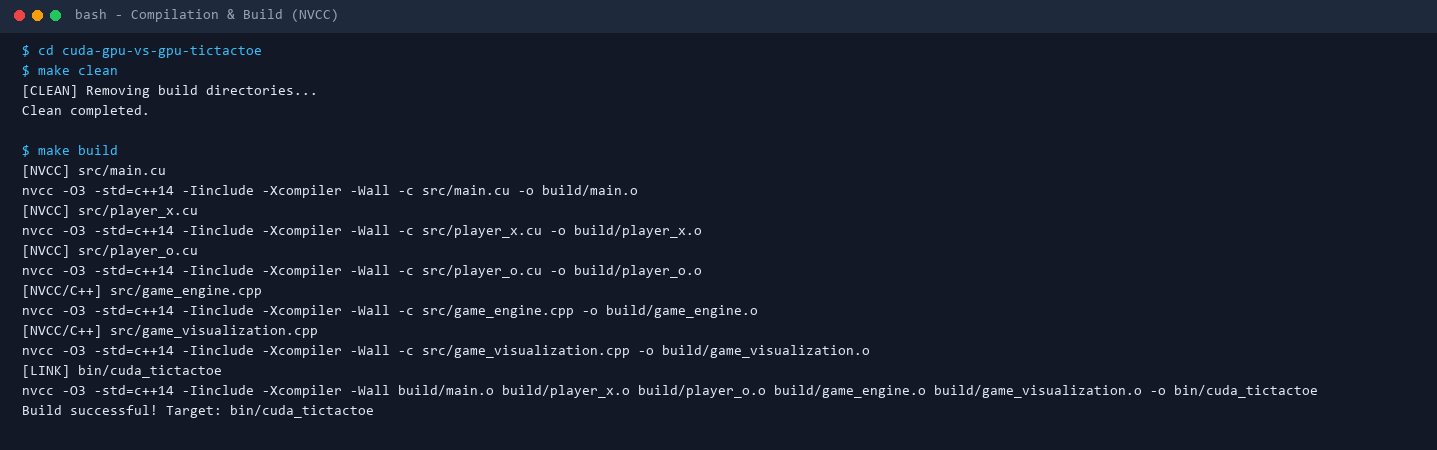 bash - Compilation & Build (NVCC)
$ cd cuda-gpu-vs-gpu-tictactoe
$ make clean
[CLEAN] Removing build directories...
Clean completed.
$ make build
[NVCC] src/main.cu
nvcc -O3 -std=c++14 -Iinclude -Xcompiler -Wall -c src/main.cu -o build/main.o
[NVCC] src/player_x.cu
nvcc -O3 -std=c++14 -Iinclude -Xcompiler -Wall -c src/player_x.cu -o build/player_x.o
[NVCC] src/player_o.cu
nvcc -O3 -std=c++14 -Iinclude -Xcompiler -Wall -c src/player_o.cu -o build/player_o.o
[NVCC/C++] src/game_engine.cpp
nvcc -O3 -std=c++14 -Iinclude -Xcompiler -Wall -c src/game_engine.cpp -o build/game_engine.o
[NVCC/C++] src/game_visualization.cpp
nvcc -O3 -std=c++14 -Iinclude -Xcompiler -Wall -c src/game_visualization.cpp -o build/game_visualization.o
[LINK] bin/cuda_tictactoe
nvcc -O3 -std=c++14 -Iinclude -Xcompiler -Wall build/main.o build/player_x.o build/player_o.o build/game_engine.o build/game_visualization.o -o bin/cuda_tictactoe
Build successful! Target: bin/cuda_tictactoe